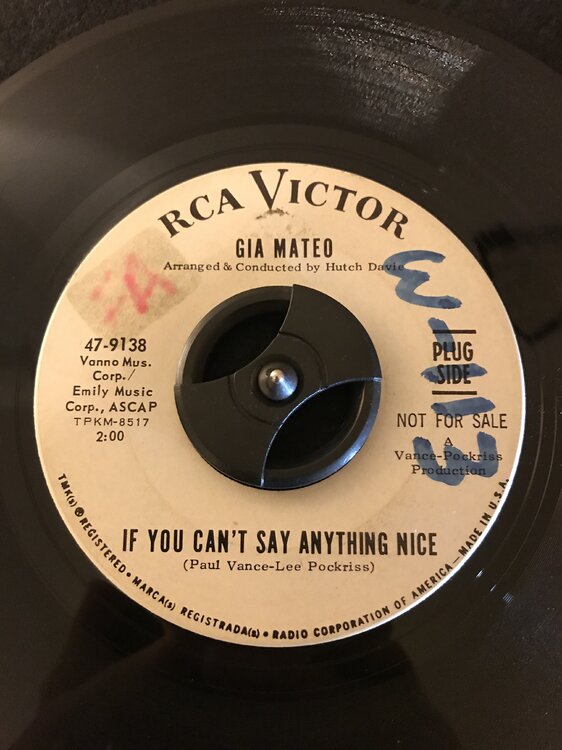 RCA VICTOR
GIA MATEO
Arranged & Conducted by Hutch Davie
47-9138
Vanno Mus.
Corp./
Emily Music
Corp., ASCAP
TPKM-8517
2:00
PLUG
SIDE
NOT FOR SALE
A
Vance-Pockriss
Production
IF YOU CAN'T SAY ANYTHING NICE
(Paul Vance-Lee Pockriss)
TMK(s) ® REGISTERED • MARCA(s) REGISTRADA(s) • RADIO CORPORATION OF AMERICA—MADE IN U.S.A.